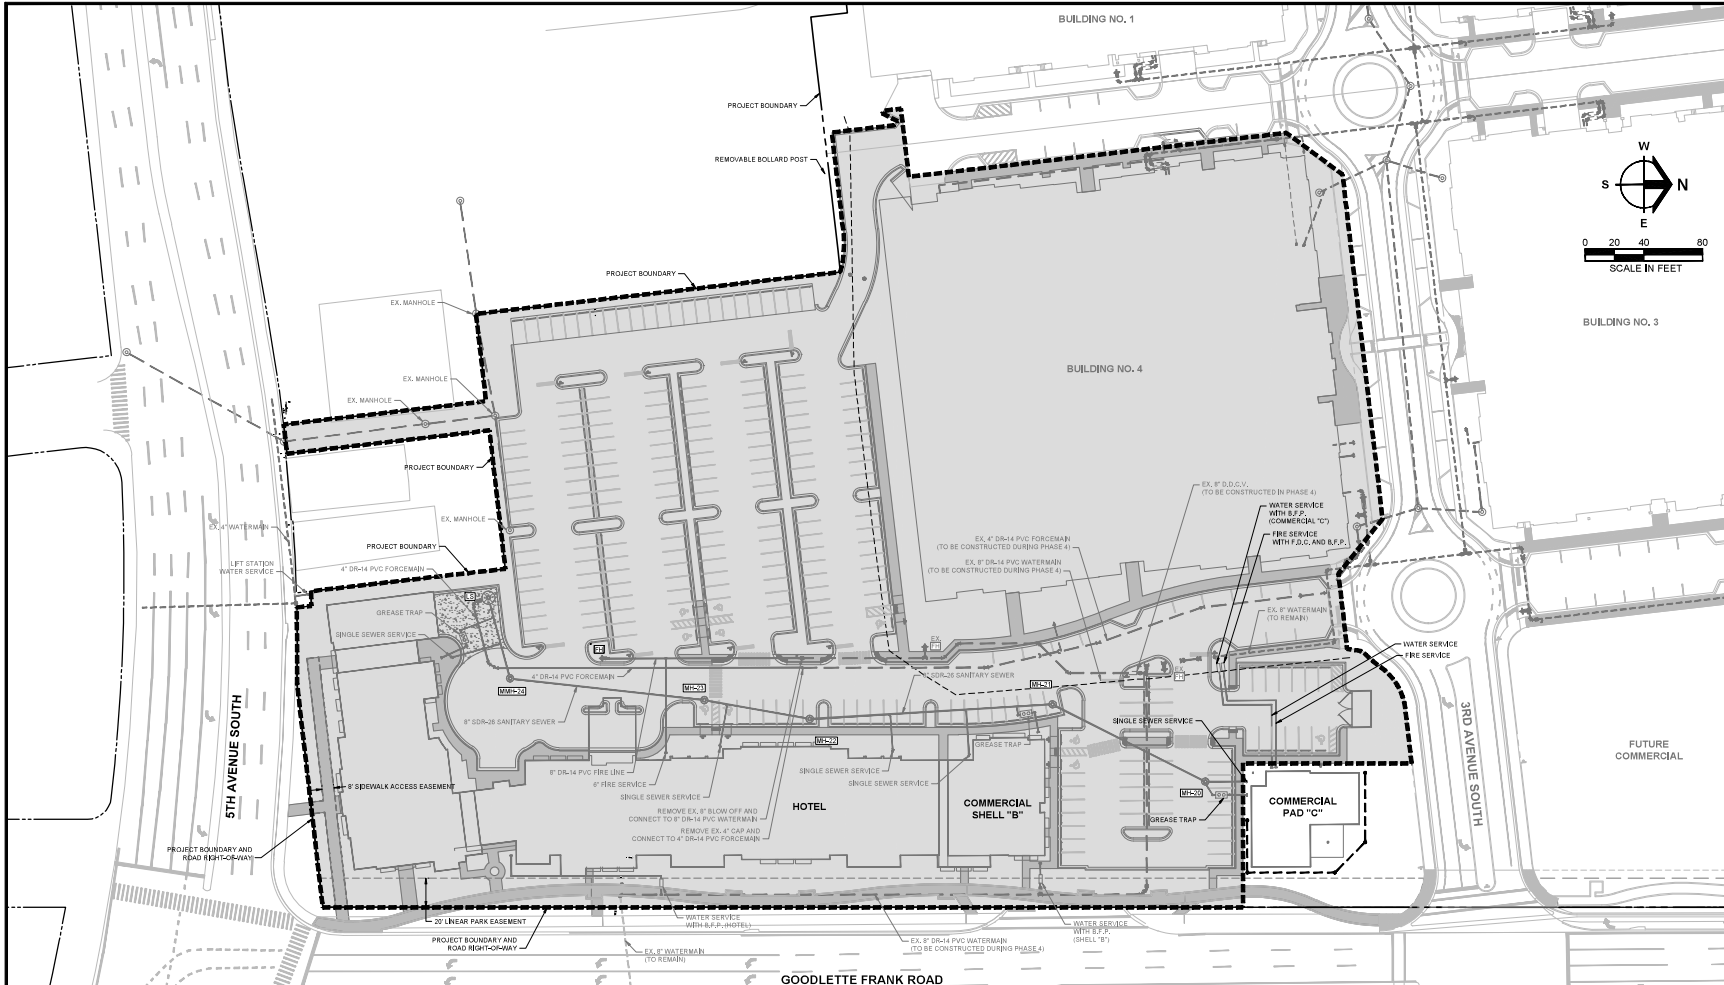 BUILDING NO. 1
PROJECT BOUNDARY
REMOVABLE BOLLARD POST
W
S
N
E
0 20 40 80
SCALE IN FEET
PROJECT BOUNDARY
EX. MANHOLE
BUILDING NO. 3
BUILDING NO. 4
EX. MANHOLE
EX. MANHOLE
PROJECT BOUNDARY
EX. 8" D.D.C.V.
(TO BE CONSTRUCTED IN PHASE 4)
WATER SERVICE
WITH B.F.P.
(COMMERCIAL "C")
FIRE SERVICE
WITH F.D.C. AND B.F.P.
EX. 4" WATERMAIN
EX. MANHOLE
PROJECT BOUNDARY
EX. 4" DR-14 PVC FORCEMAIN
(TO BE CONSTRUCTED DURING PHASE 4)
EX. 8" DR-14 PVC WATERMAIN
(TO BE CONSTRUCTED DURING PHASE 4)
LIFT STATION
WATER SERVICE
4" DR-14 PVC FORCEMAIN
LS
GREASE TRAP
SINGLE SEWER SERVICE
EX. 8" WATERMAIN
(TO REMAIN)
EX.
FH
FH
WATER SERVICE
FIRE SERVICE
4" DR-14 PVC FORCEMAIN
8" SDR-26 SANITARY SEWER
EX.
FH
MMH-24
MH-23
MH-21
8" SDR-26 SANITARY SEWER
SINGLE SEWER SERVICE
MH-22
GREASE TRAP
5TH AVENUE SOUTH
3RD AVENUE SOUTH
FUTURE
COMMERCIAL
8" DR-14 PVC FIRE LINE
6" FIRE SERVICE
SINGLE SEWER SERVICE
SINGLE SEWER SERVICE
SINGLE SEWER SERVICE
8' SIDEWALK ACCESS EASEMENT
MH-20
HOTEL
COMMERCIAL
SHELL "B"
COMMERCIAL
PAD "C"
REMOVE EX. 8" BLOW OFF AND
CONNECT TO 8" DR-14 PVC WATERMAIN
REMOVE EX. 4" CAP AND
CONNECT TO 4" DR-14 PVC FORCEMAIN
GREASE TRAP
PROJECT BOUNDARY AND
ROAD RIGHT-OF-WAY
20' LINEAR PARK EASEMENT
WATER SERVICE
WITH B.F.P. (HOTEL)
WATER SERVICE
WITH B.F.P.
(SHELL "B")
PROJECT BOUNDARY AND
ROAD RIGHT-OF-WAY
EX. 8" WATERMAIN
(TO REMAIN)
EX. 8" DR-14 PVC WATERMAIN
(TO BE CONSTRUCTED DURING PHASE 4)
GOODLETTE FRANK ROAD